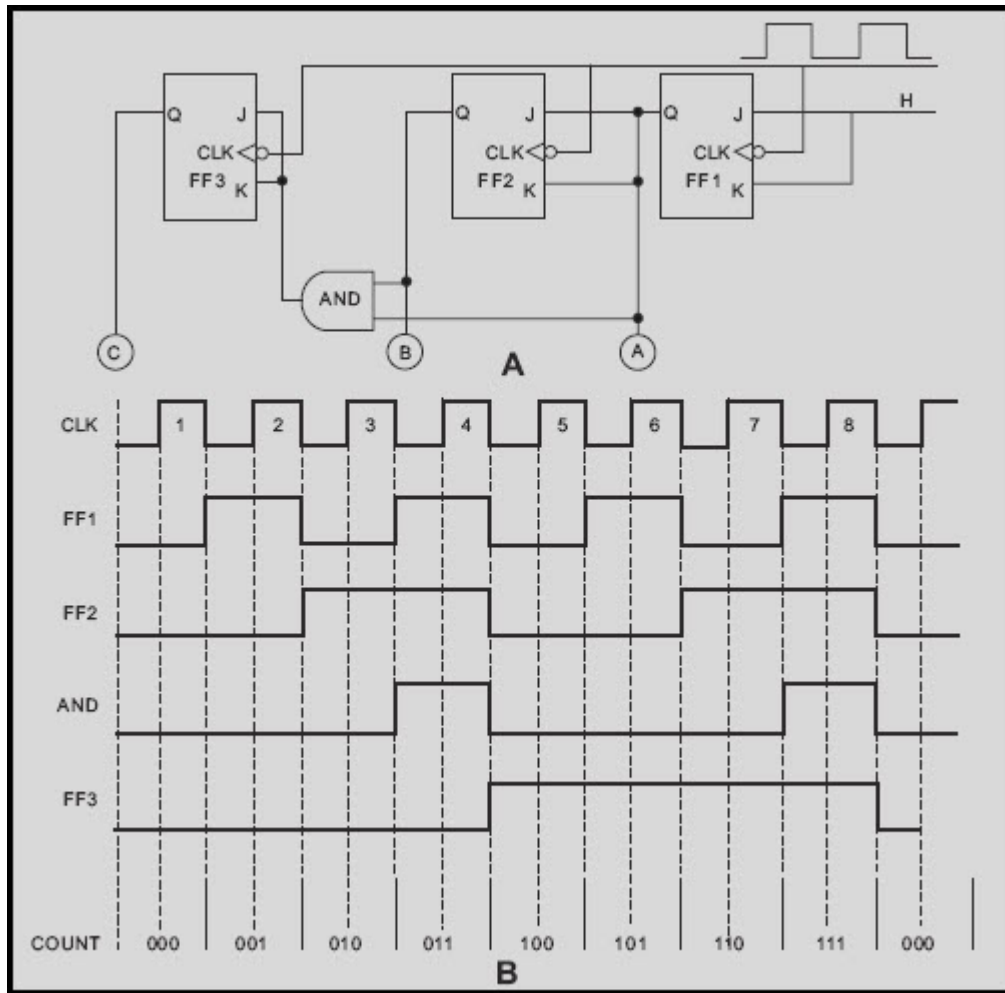 H
Q J Q J Q J
CLK CLK CLK
FF3 K FF2 K FF1 K
AND
C B A
A
CLK 1 2 3 4 5 6 7 8
FF1
FF2
AND
FF3
COUNT 000 001 010 011 100 101 110 111 000
B